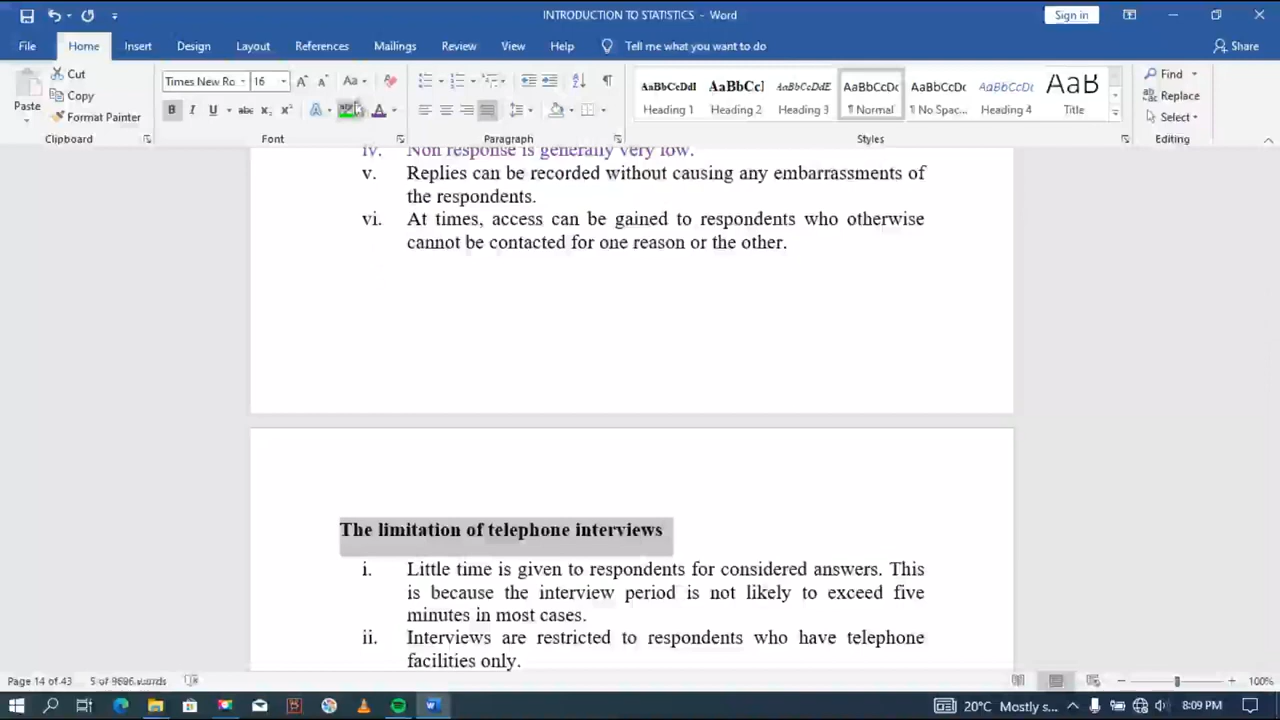 INTRODUCTION TO STATISTICS - Word
Sign in
File Home Insert Design Layout References Mailings Review View Help Tell me what you want to do Share
Paste
Cut
Copy
Format Painter
Clipboard
Times New Ro 16
Font
Paragraph
AaBbCcDdI Heading 1
AaBbCcI Heading 2
AaBbCcDdE Heading 3
AaBbCcDc ¶ Normal
AaBbCcDc ¶ No Spac...
AaBbCcDc Heading 4
AaB Title
Styles
Find
Replace
Select
Editing
iv. Non response is generally very low.
v. Replies can be recorded without causing any embarrassments of
the respondents.
vi. At times, access can be gained to respondents who otherwise
cannot be contacted for one reason or the other.
The limitation of telephone interviews
i. Little time is given to respondents for considered answers. This
is because the interview period is not likely to exceed five
minutes in most cases.
ii. Interviews are restricted to respondents who have telephone
facilities only.
Page 14 of 43 5 of 9686 words 100%
20°C Mostly s... 8:09 PM